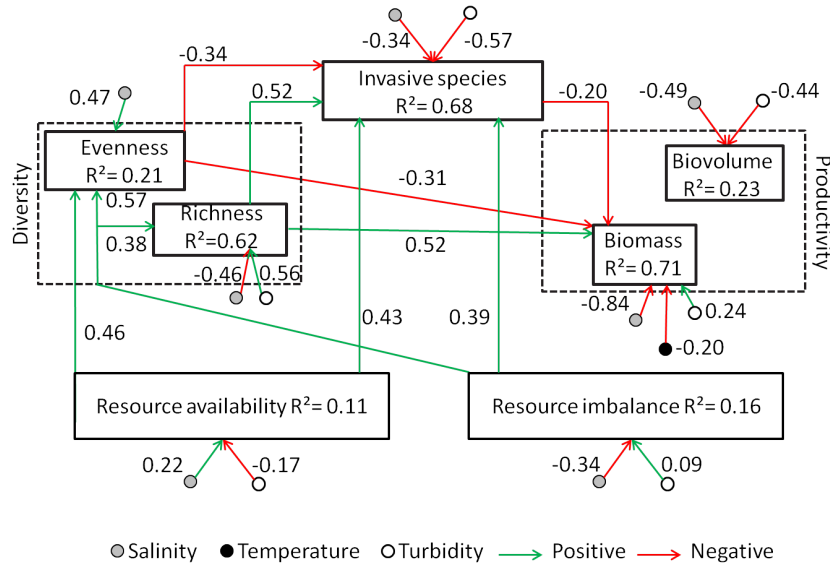 -0.34
-0.34
-0.57
0.47
0.52
Invasive species
R²= 0.68
-0.20
-0.49
-0.44
Diversity
Evenness
R²= 0.21
-0.31
Biovolume
R²= 0.23
Productivity
0.57
0.38
Richness
R²=0.62
0.52
Biomass
R²= 0.71
-0.46
0.56
-0.84
0.24
0.46
0.43
0.39
-0.20
Resource availability R²= 0.11
Resource imbalance R²= 0.16
0.22
-0.17
-0.34
0.09
Salinity Temperature Turbidity Positive Negative